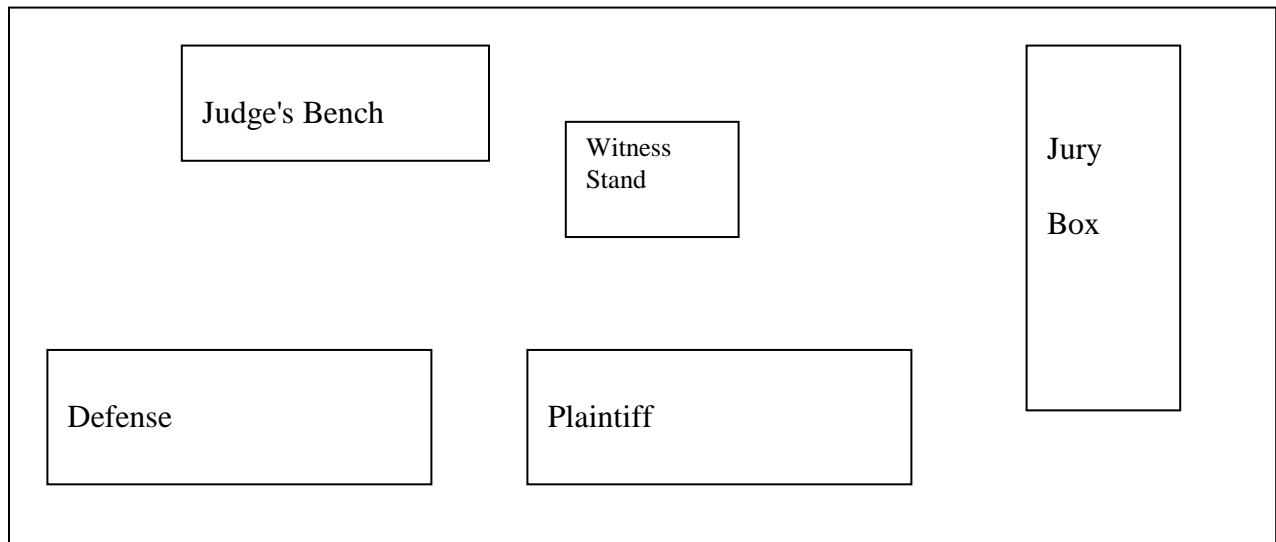 Judge's Bench
Witness
Stand
Jury
Box
Defense
Plaintiff